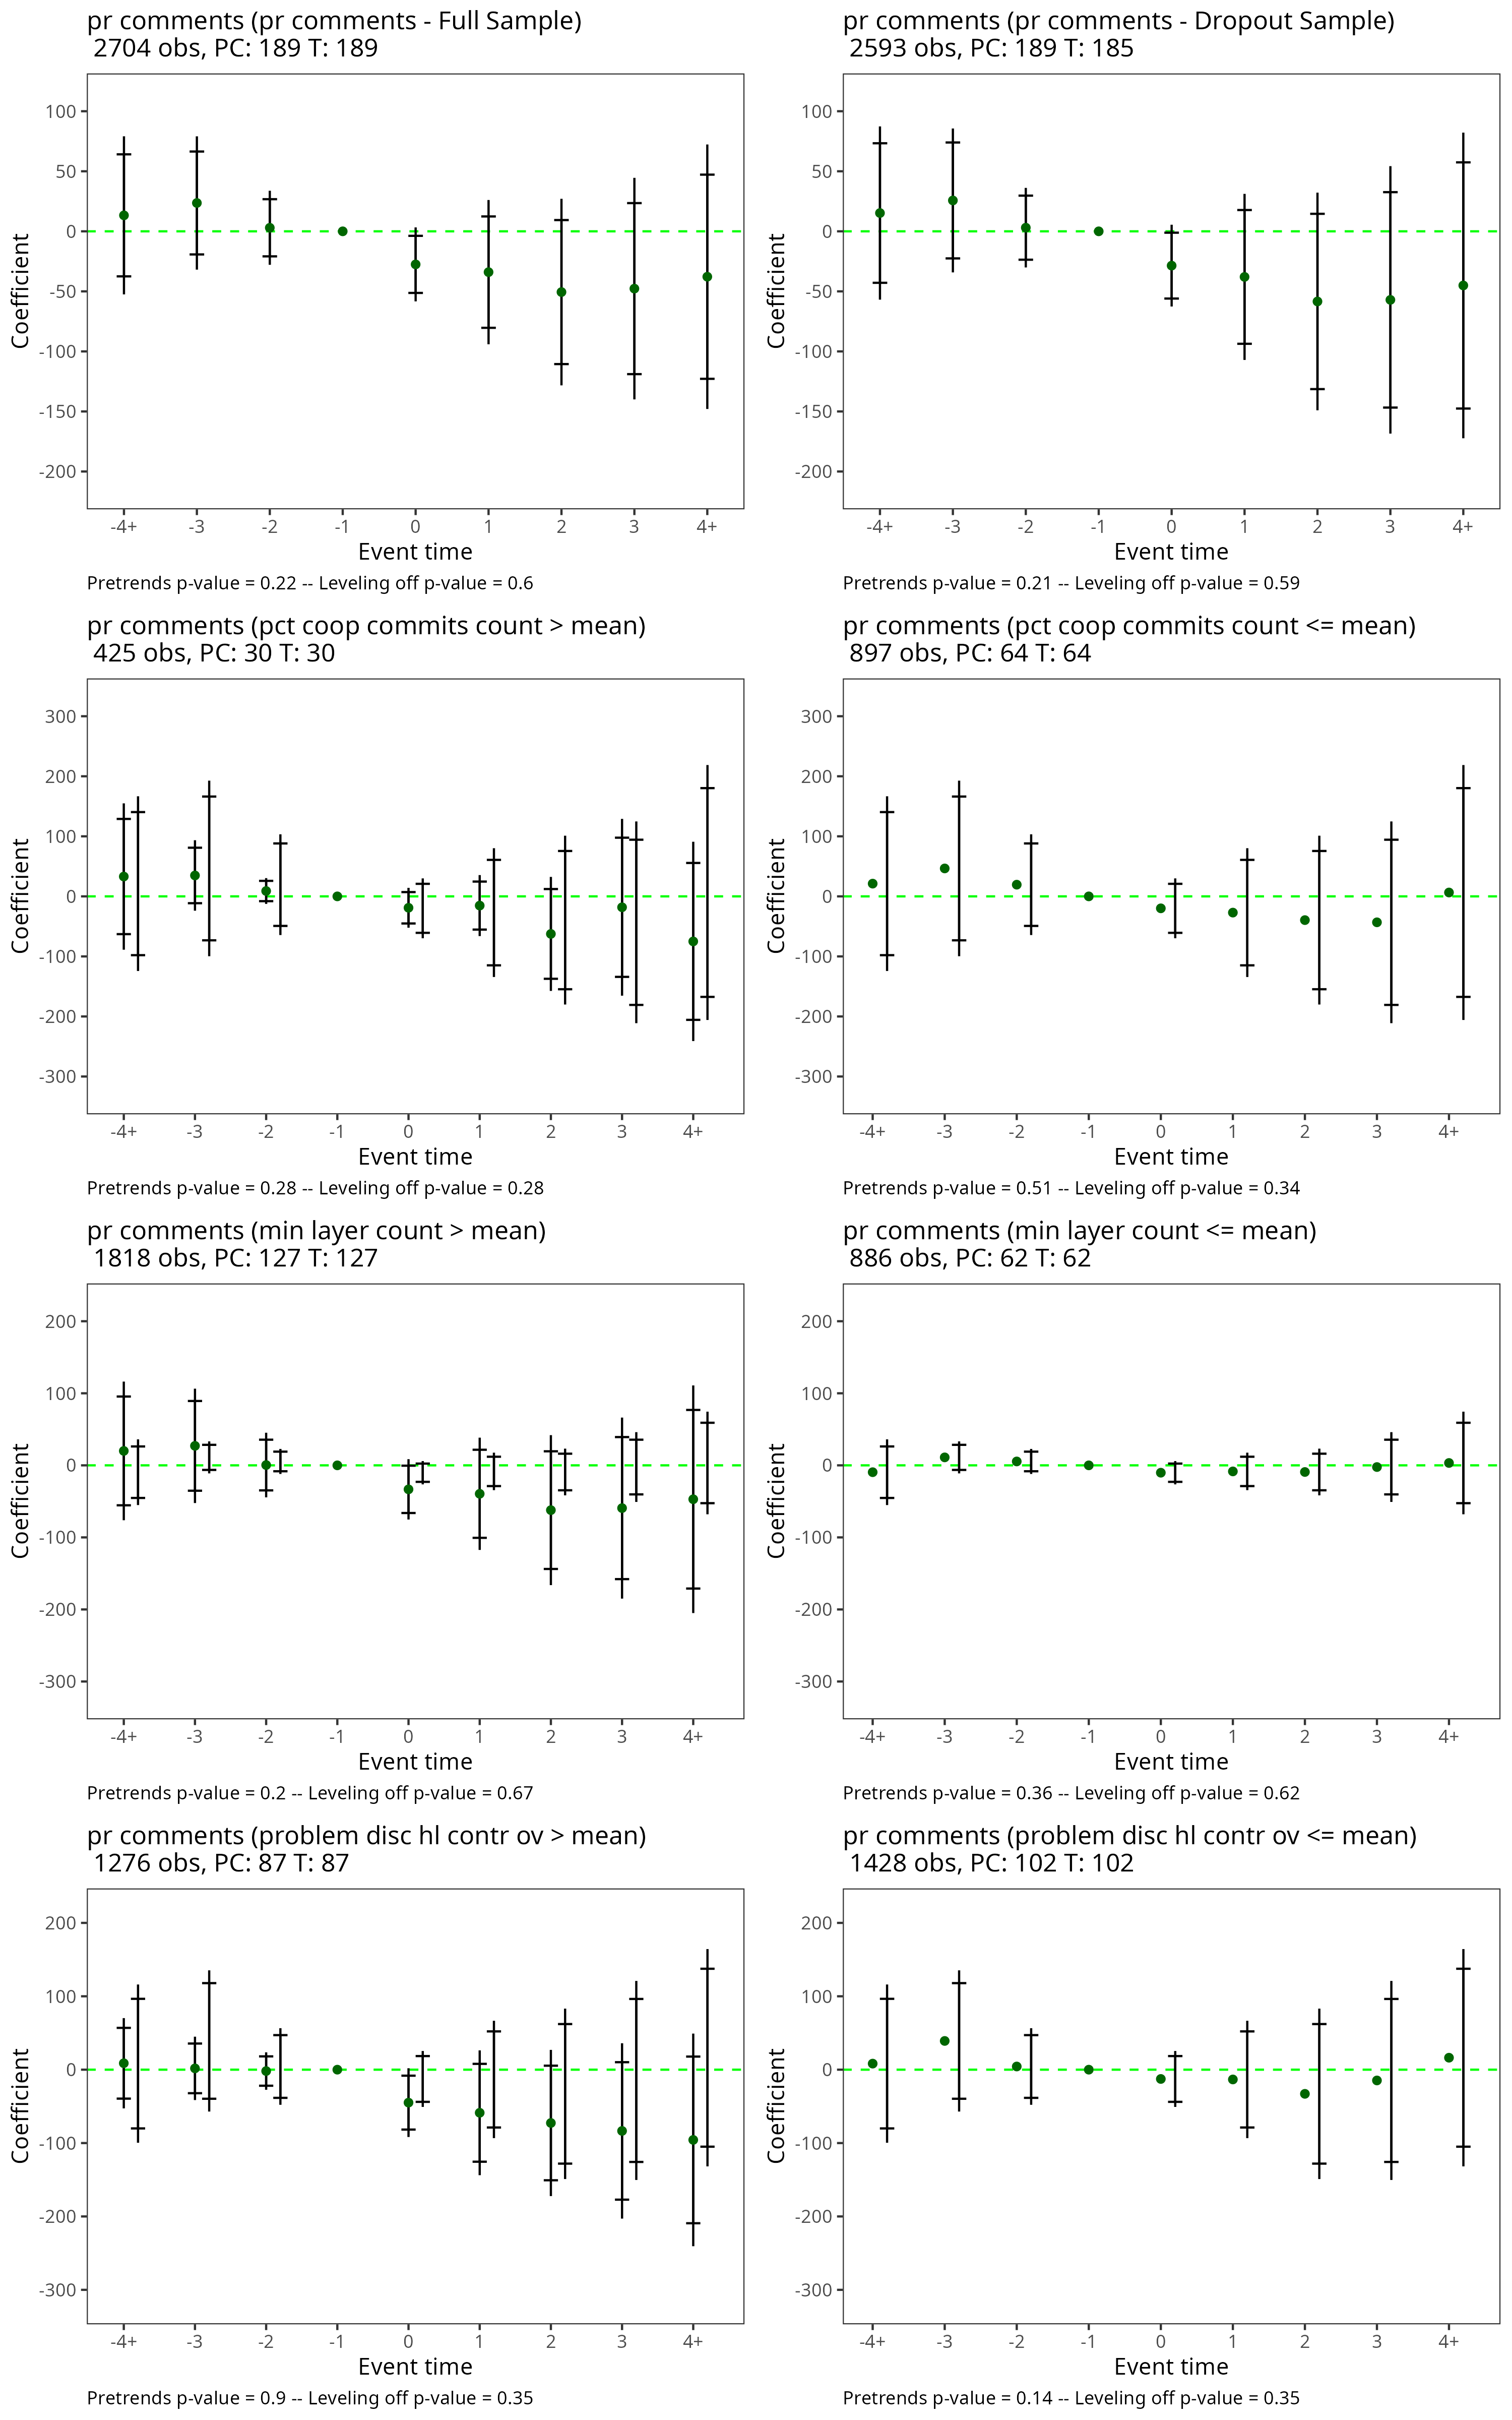 pr comments (pr comments - Full Sample)
2704 obs, PC: 189 T: 189
100
50
0
-50
-100
-150
-200
Coefficient
-4+ -3 -2 -1 0 1 2 3 4+
Event time
Pretrends p-value = 0.22 -- Leveling off p-value = 0.6
pr comments (pr comments - Dropout Sample)
2593 obs, PC: 189 T: 185
100
50
0
-50
-100
-150
-200
Coefficient
-4+ -3 -2 -1 0 1 2 3 4+
Event time
Pretrends p-value = 0.21 -- Leveling off p-value = 0.59
pr comments (pct coop commits count > mean)
425 obs, PC: 30 T: 30
300
200
100
0
-100
-200
-300
Coefficient
-4+ -3 -2 -1 0 1 2 3 4+
Event time
Pretrends p-value = 0.28 -- Leveling off p-value = 0.28
pr comments (pct coop commits count <= mean)
897 obs, PC: 64 T: 64
300
200
100
0
-100
-200
-300
Coefficient
-4+ -3 -2 -1 0 1 2 3 4+
Event time
Pretrends p-value = 0.51 -- Leveling off p-value = 0.34
pr comments (min layer count > mean)
1818 obs, PC: 127 T: 127
200
100
0
-100
-200
-300
Coefficient
-4+ -3 -2 -1 0 1 2 3 4+
Event time
Pretrends p-value = 0.2 -- Leveling off p-value = 0.67
pr comments (min layer count <= mean)
886 obs, PC: 62 T: 62
200
100
0
-100
-200
-300
Coefficient
-4+ -3 -2 -1 0 1 2 3 4+
Event time
Pretrends p-value = 0.36 -- Leveling off p-value = 0.62
pr comments (problem disc hl contr ov > mean)
1276 obs, PC: 87 T: 87
200
100
0
-100
-200
-300
Coefficient
-4+ -3 -2 -1 0 1 2 3 4+
Event time
Pretrends p-value = 0.9 -- Leveling off p-value = 0.35
pr comments (problem disc hl contr ov <= mean)
1428 obs, PC: 102 T: 102
200
100
0
-100
-200
-300
Coefficient
-4+ -3 -2 -1 0 1 2 3 4+
Event time
Pretrends p-value = 0.14 -- Leveling off p-value = 0.35